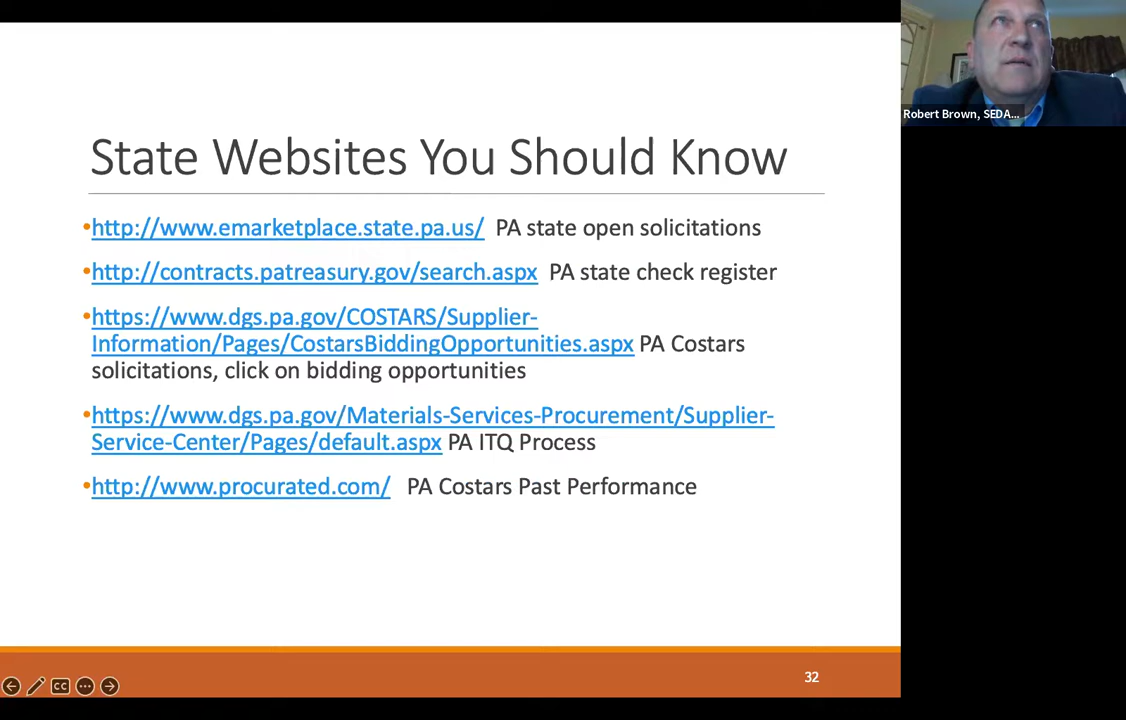 State Websites You Should Know
•http://www.emarketplace.state.pa.us/ PA state open solicitations
•http://contracts.patreasury.gov/search.aspx PA state check register
•https://www.dgs.pa.gov/COSTARS/Supplier-
Information/Pages/CostarsBiddingOpportunities.aspx PA Costars
solicitations, click on bidding opportunities
•https://www.dgs.pa.gov/Materials-Services-Procurement/Supplier-
Service-Center/Pages/default.aspx PA ITQ Process
•http://www.procurated.com/ PA Costars Past Performance
32
CC
Robert Brown, SEDA...